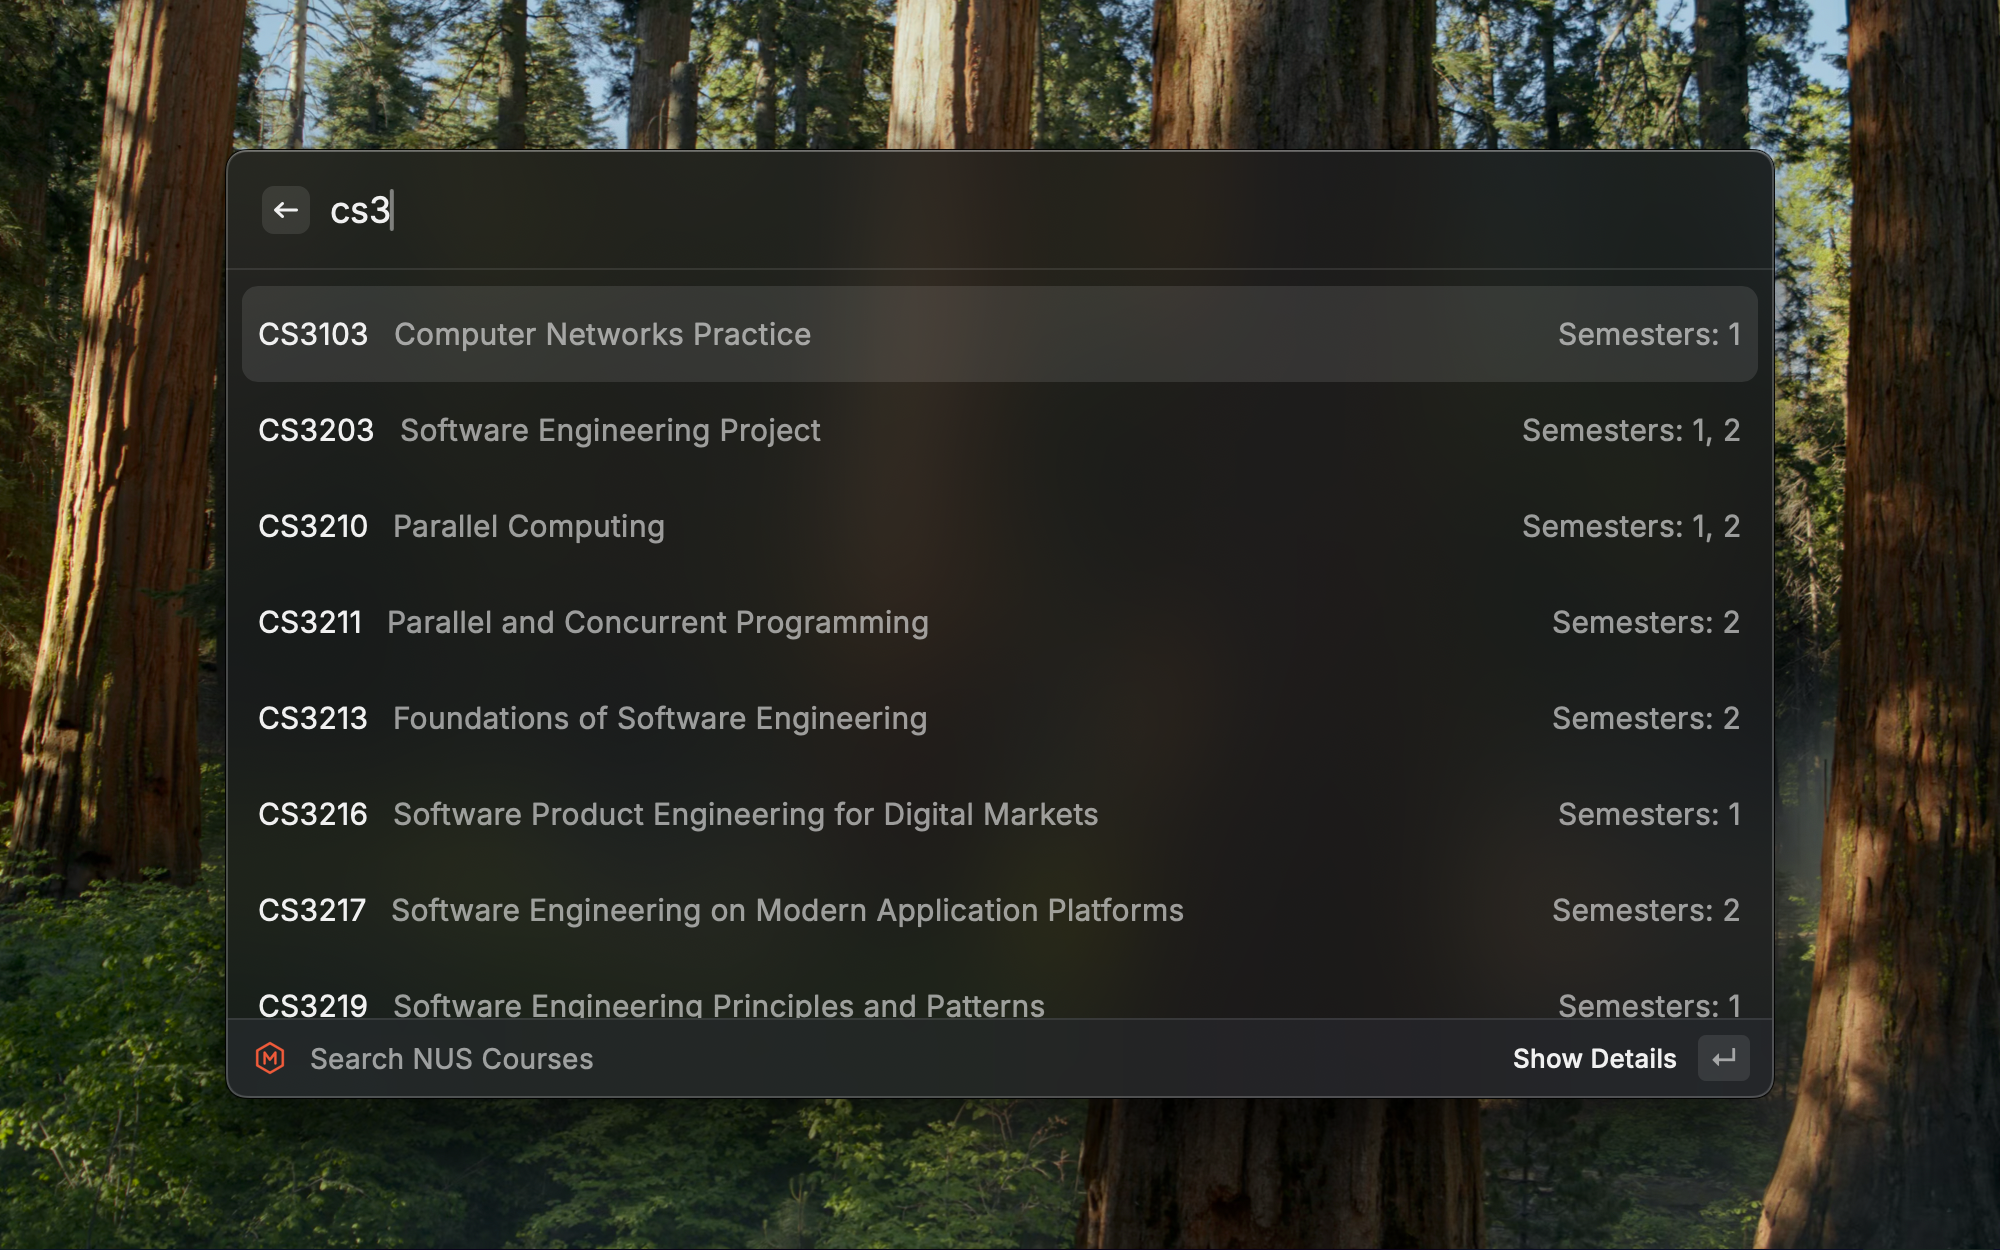 cs3
CS3103 Computer Networks Practice Semesters: 1
CS3203 Software Engineering Project Semesters: 1, 2
CS3210 Parallel Computing Semesters: 1, 2
CS3211 Parallel and Concurrent Programming Semesters: 2
CS3213 Foundations of Software Engineering Semesters: 2
CS3216 Software Product Engineering for Digital Markets Semesters: 1
CS3217 Software Engineering on Modern Application Platforms Semesters: 2
CS3219 Software Engineering Principles and Patterns Semesters: 1
M Search NUS Courses Show Details